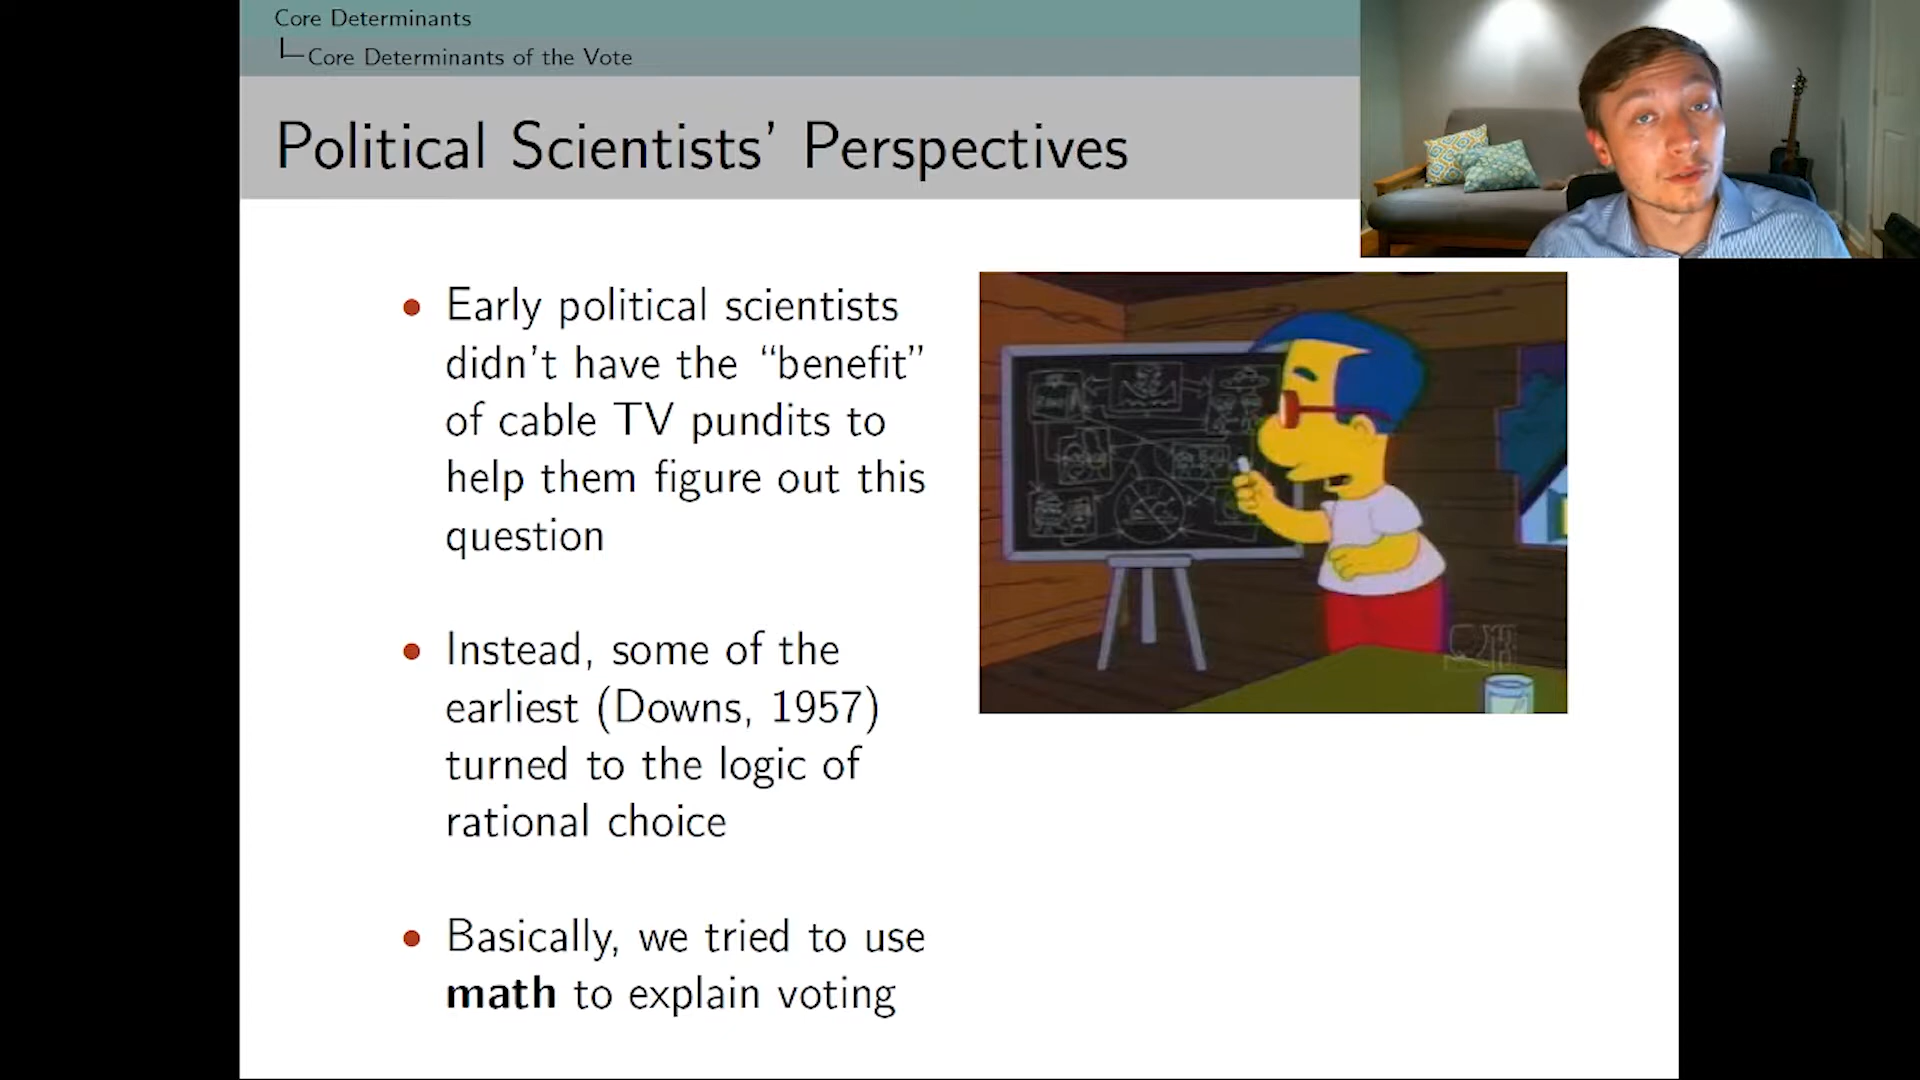 Core Determinants
Core Determinants of the Vote
Political Scientists’ Perspectives
Early political scientists
didn’t have the “benefit”
of cable TV pundits to
help them figure out this
question
Instead, some of the
earliest (Downs, 1957)
turned to the logic of
rational choice
Basically, we tried to use
math to explain voting